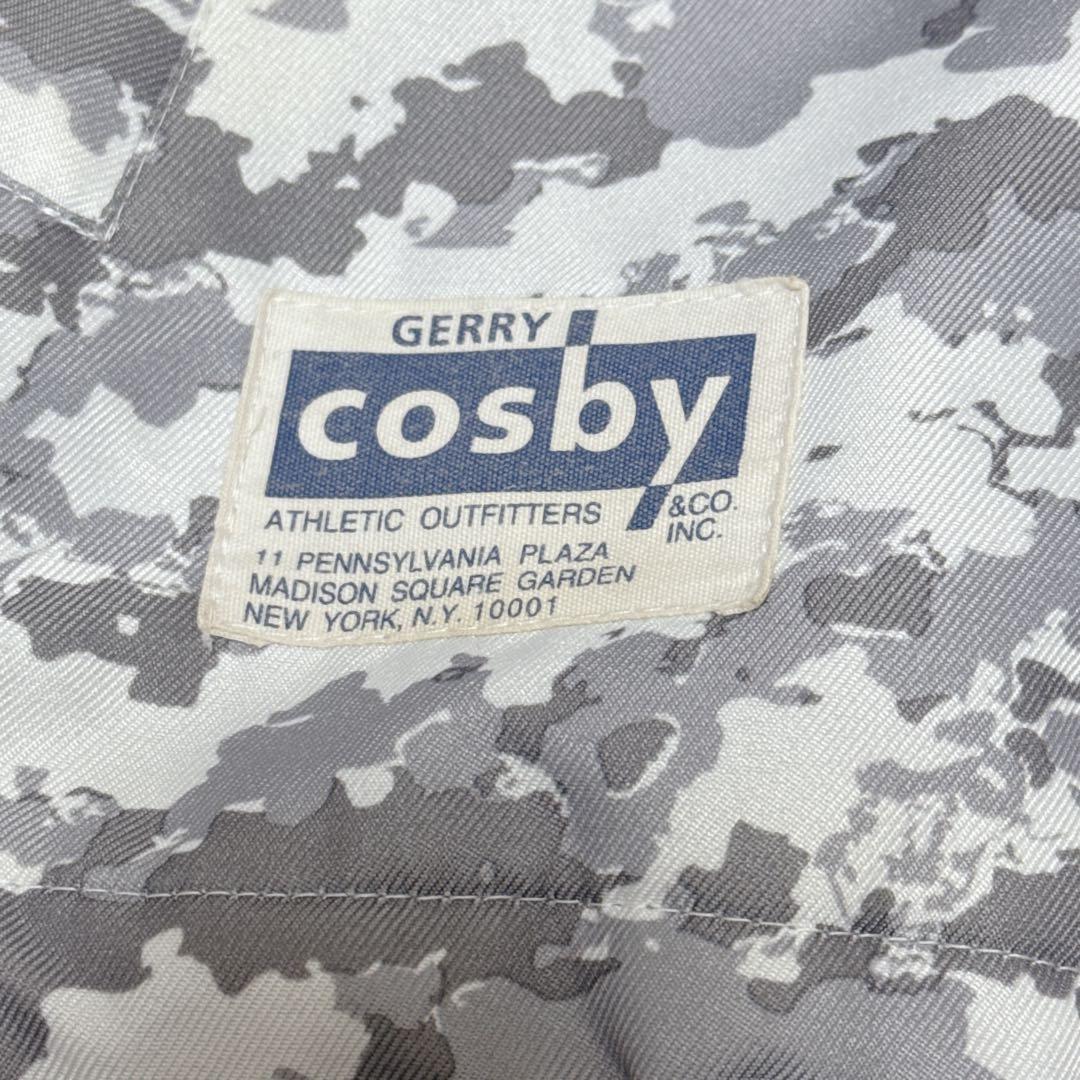 GERRY
cosby
ATHLETIC OUTFITTERS &CO. INC.
11 PENNSYLVANIA PLAZA
MADISON SQUARE GARDEN
NEW YORK, N.Y. 10001